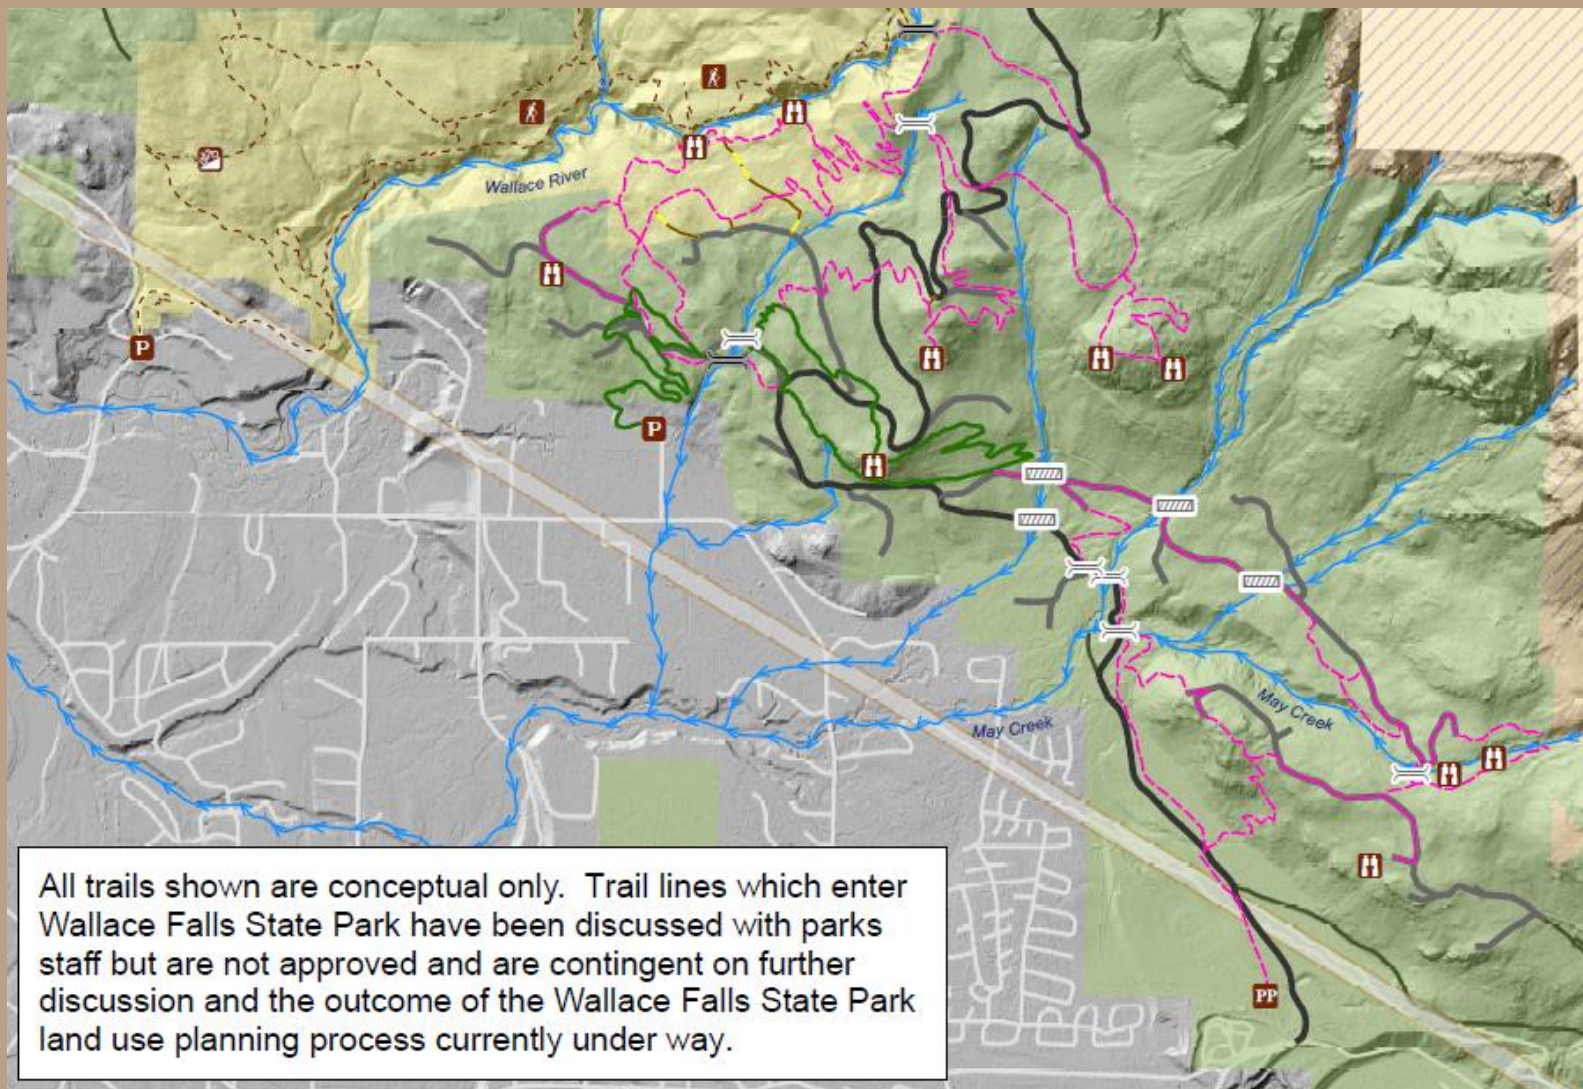 Wallace River
P
P
May Creek
May Creek
PP
All trails shown are conceptual only. Trail lines which enter
Wallace Falls State Park have been discussed with parks
staff but are not approved and are contingent on further
discussion and the outcome of the Wallace Falls State Park
land use planning process currently under way.